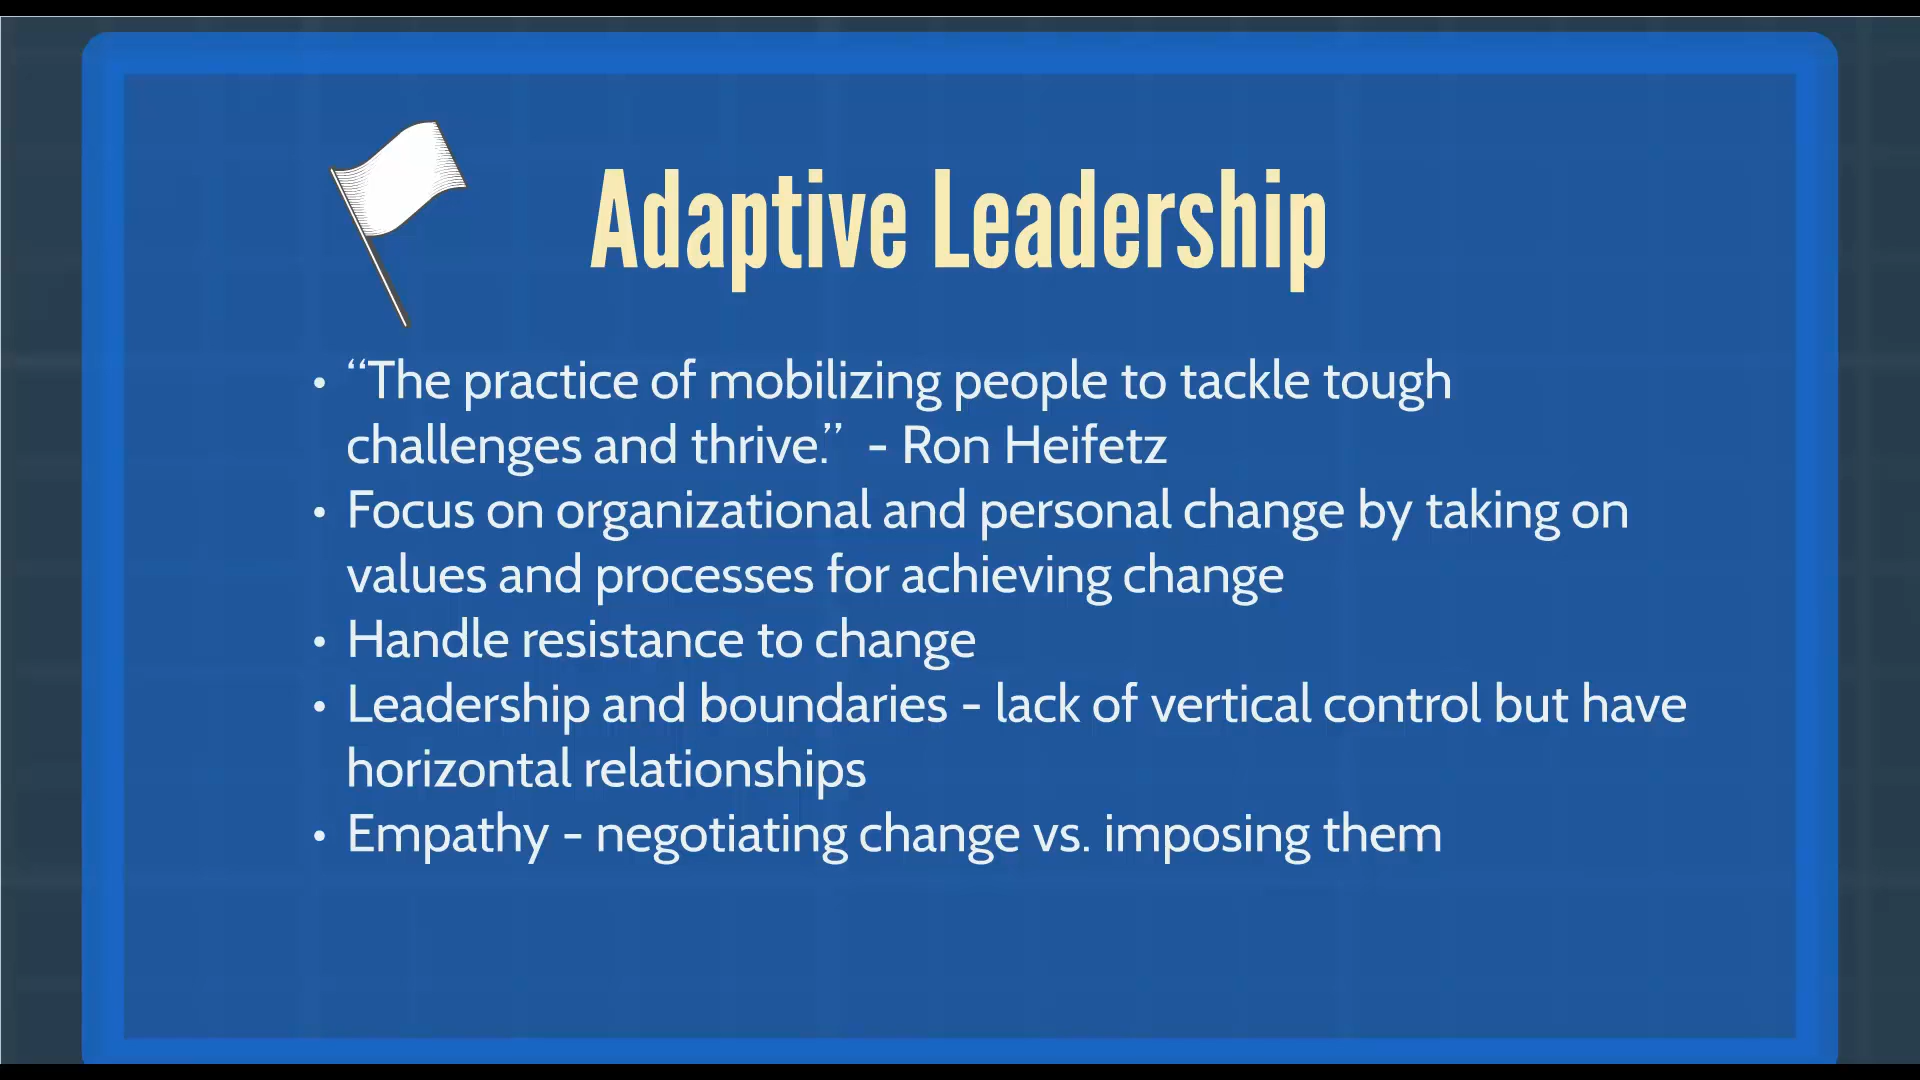 Adaptive Leadership
• “The practice of mobilizing people to tackle tough
challenges and thrive.”  - Ron Heifetz
• Focus on organizational and personal change by taking on
values and processes for achieving change
• Handle resistance to change
• Leadership and boundaries - lack of vertical control but have
horizontal relationships
• Empathy - negotiating change vs. imposing them